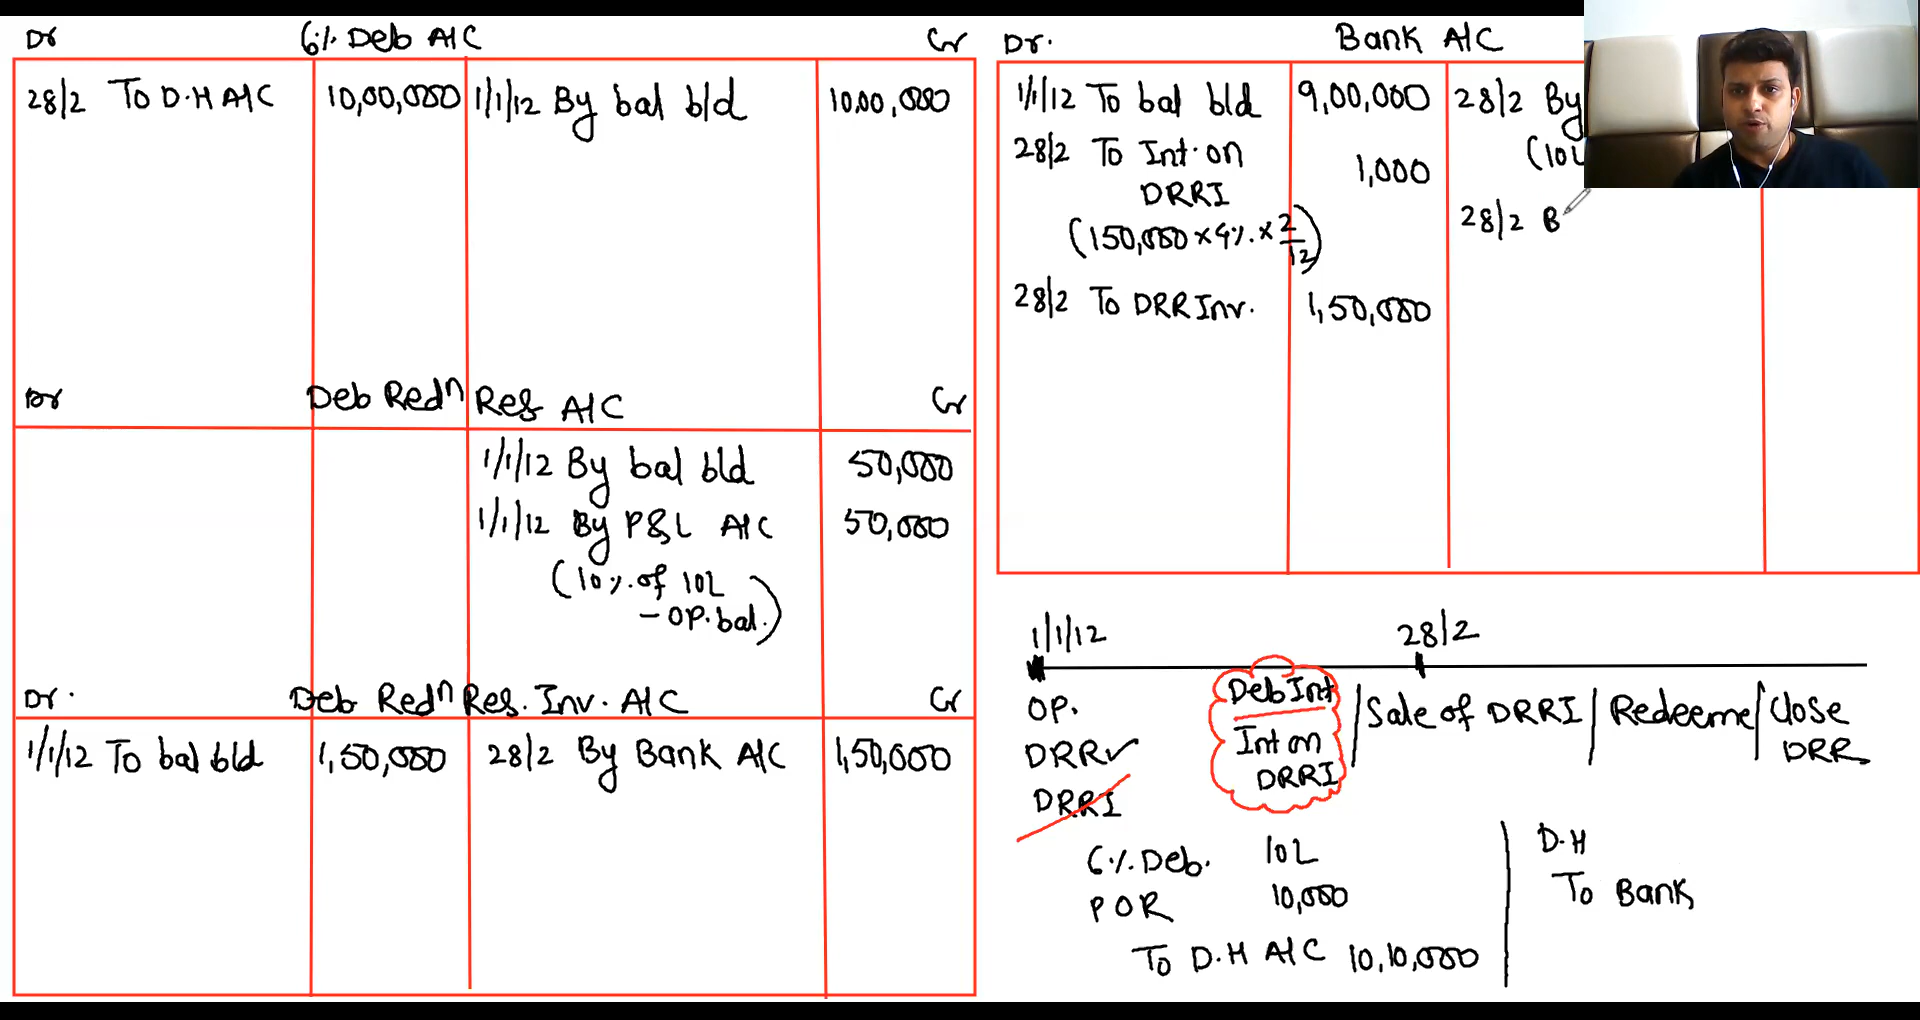 Dr 6% Deb A/C Cr
28/2 To D.H A/C 10,00,000 1/1/12 By bal b/d 10,00,000
Dr Deb Redn Res A/C Cr
1/1/12 By bal b/d 50,000
1/1/12 By P&L A/C 50,000
(10% of 10L
- OP. bal.)
Dr. Deb Redn Res. Inv. A/C Cr
1/1/12 To bal b/d 1,50,000 28/2 By Bank A/C 1,50,000
Dr. Bank A/C
1/1/12 To bal b/d 9,00,000 28/2 By
28/2 To Int. on (10L
DRRI 1,000
(150,000 × 4% × 2/12) 28/2 B
28/2 To DRR Inv. 1,50,000
1/1/12 28/2
OP. Deb Int Sale of DRRI Redeeme Close
DRR✓ Int on DRR
DRRI DRRI
6% Deb. 10L
POR 10,000
To D.H A/C 10,10,000
D.H
To Bank